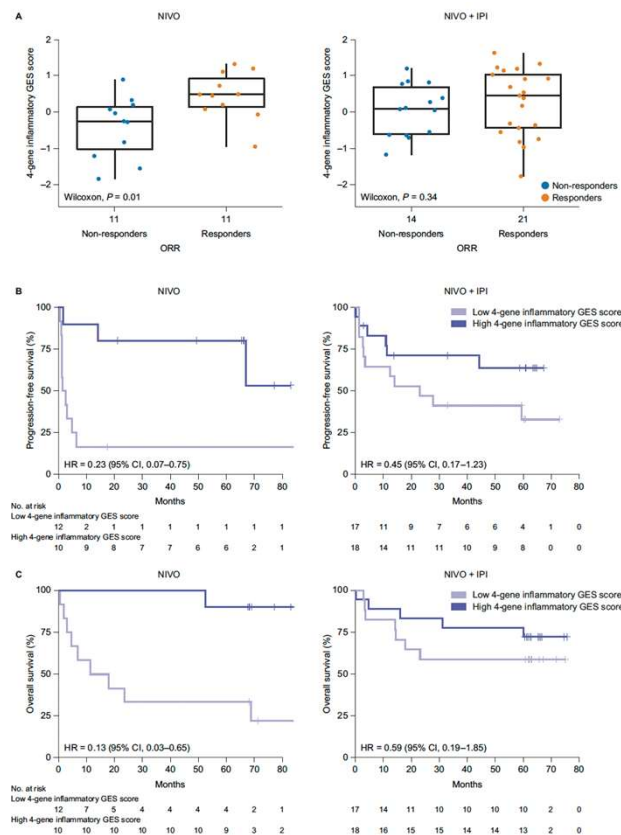 A
NIVO
NIVO + IPI
4-gene inflammatory GES score
2
1
0
–1
–2
Wilcoxon, P = 0.01
11
11
Non-responders
Responders
ORR
4-gene inflammatory GES score
2
1
0
–1
–2
Wilcoxon, P = 0.34
Non-responders
Responders
14
21
Non-responders
Responders
ORR
B
NIVO
NIVO + IPI
Progression-free survival (%)
100
75
50
25
0
HR = 0.23 (95% CI, 0.07–0.75)
0 10 20 30 40 50 60 70 80
Months
Progression-free survival (%)
100
75
50
25
0
Low 4-gene inflammatory GES score
High 4-gene inflammatory GES score
HR = 0.45 (95% CI, 0.17–1.23)
0 10 20 30 40 50 60 70 80
Months
No. at risk
Low 4-gene inflammatory GES score
12 2 1 1 1 1 1 1 1
17 11 9 7 6 6 4 1 0
High 4-gene inflammatory GES score
10 9 8 7 7 6 6 2 1
18 14 11 11 10 9 8 0 0
C
NIVO
NIVO + IPI
Overall survival (%)
100
75
50
25
0
HR = 0.13 (95% CI, 0.03–0.65)
0 10 20 30 40 50 60 70 80
Months
Overall survival (%)
100
75
50
25
0
Low 4-gene inflammatory GES score
High 4-gene inflammatory GES score
HR = 0.59 (95% CI, 0.19–1.85)
0 10 20 30 40 50 60 70 80
Months
No. at risk
Low 4-gene inflammatory GES score
12 7 5 4 4 4 4 2 1
17 14 11 10 10 10 10 2 0
High 4-gene inflammatory GES score
10 10 10 10 10 10 9 3 2
18 16 15 15 14 14 13 2 0